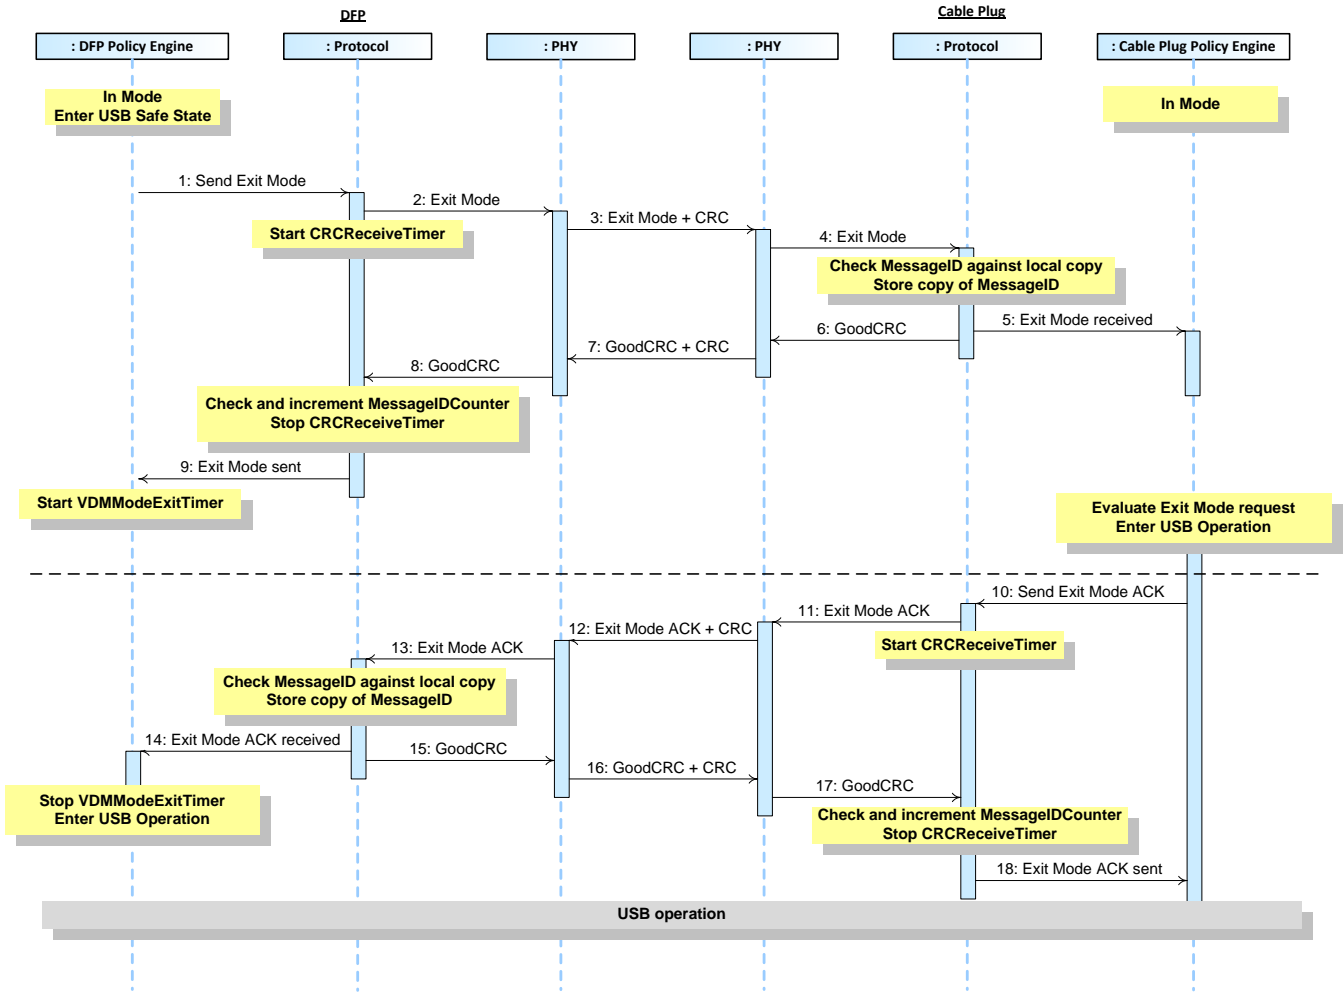 DFP
Cable Plug
: DFP Policy Engine
: Protocol
: PHY
: PHY
: Protocol
: Cable Plug Policy Engine
In Mode
Enter USB Safe State
In Mode
1: Send Exit Mode
2: Exit Mode
3: Exit Mode + CRC
Start CRCReceiveTimer
4: Exit Mode
Check MessageID against local copy
Store copy of MessageID
5: Exit Mode received
6: GoodCRC
7: GoodCRC + CRC
8: GoodCRC
Check and increment MessageIDCounter
Stop CRCReceiveTimer
9: Exit Mode sent
Start VDMModeExitTimer
Evaluate Exit Mode request
Enter USB Operation
10: Send Exit Mode ACK
11: Exit Mode ACK
12: Exit Mode ACK + CRC
Start CRCReceiveTimer
13: Exit Mode ACK
Check MessageID against local copy
Store copy of MessageID
14: Exit Mode ACK received
15: GoodCRC
16: GoodCRC + CRC
17: GoodCRC
Stop VDMModeExitTimer
Enter USB Operation
Check and increment MessageIDCounter
Stop CRCReceiveTimer
18: Exit Mode ACK sent
USB operation